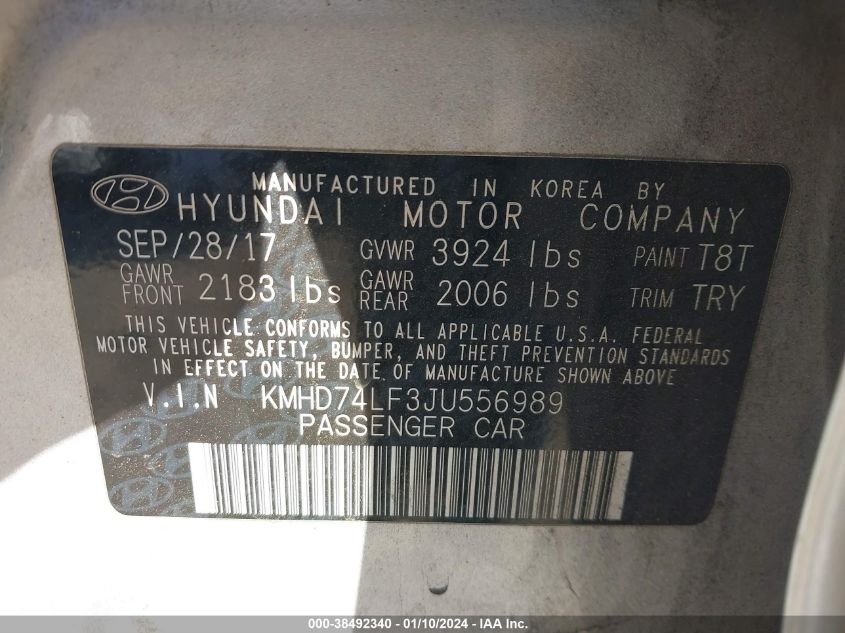 MANUFACTURED IN KOREA BY
HYUNDAI MOTOR COMPANY
SEP/28/17 GVWR 3924 lbs PAINT T8T
GAWR FRONT 2183 lbs GAWR REAR 2006 lbs TRIM TRY
THIS VEHICLE CONFORMS TO ALL APPLICABLE U.S.A. FEDERAL
MOTOR VEHICLE SAFETY, BUMPER, AND THEFT PREVENTION STANDARDS
IN EFFECT ON THE DATE OF MANUFACTURE SHOWN ABOVE
V.I.N KMHD74LF3JU556989
PASSENGER CAR
000-38492340 - 01/10/2024 - IAA Inc.